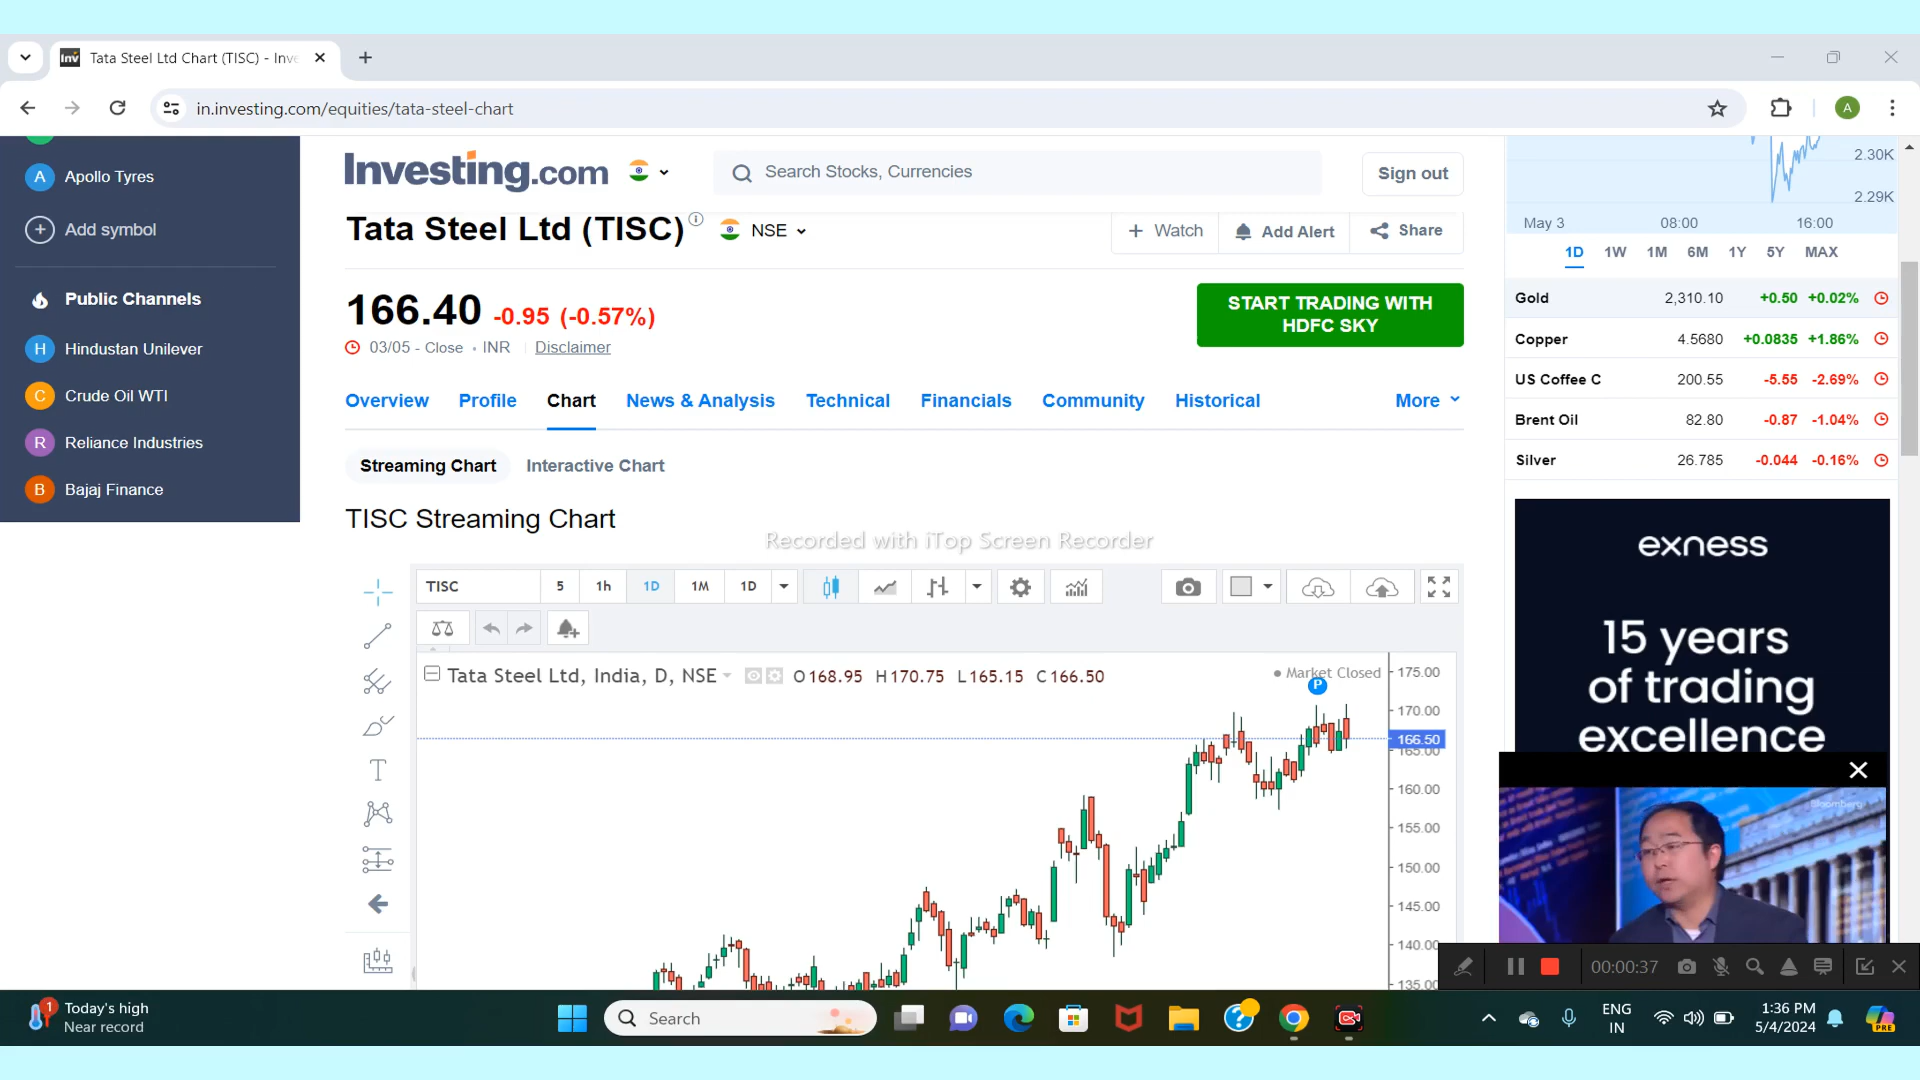 Tata Steel Ltd Chart (TISC) - Inve
in.investing.com/equities/tata-steel-chart
A
A Apollo Tyres
Add symbol
Public Channels
H Hindustan Unilever
C Crude Oil WTI
R Reliance Industries
B Bajaj Finance
Investing.com
Search Stocks, Currencies
Sign out
Tata Steel Ltd (TISC)
NSE
Watch
Add Alert
Share
166.40 -0.95 (-0.57%)
03/05 - Close • INR Disclaimer
START TRADING WITH
HDFC SKY
Overview Profile Chart News & Analysis Technical Financials Community Historical More
Streaming Chart Interactive Chart
TISC Streaming Chart
Recorded with iTop Screen Recorder
TISC 5 1h 1D 1M 1D
Tata Steel Ltd, India, D, NSE O168.95 H170.75 L165.15 C166.50
Market Closed
P
175.00
170.00
166.50
165.00
160.00
155.00
150.00
145.00
140.00
135.00
2.30K
2.29K
May 3 08:00 16:00
1D 1W 1M 6M 1Y 5Y MAX
Gold 2,310.10 +0.50 +0.02%
Copper 4.5680 +0.0835 +1.86%
US Coffee C 200.55 -5.55 -2.69%
Brent Oil 82.80 -0.87 -1.04%
Silver 26.785 -0.044 -0.16%
exness
15 years
of trading
excellence
Bloomberg
00:00:37
1
Today's high
Near record
Search
ENG
IN
1:36 PM
5/4/2024
PRE